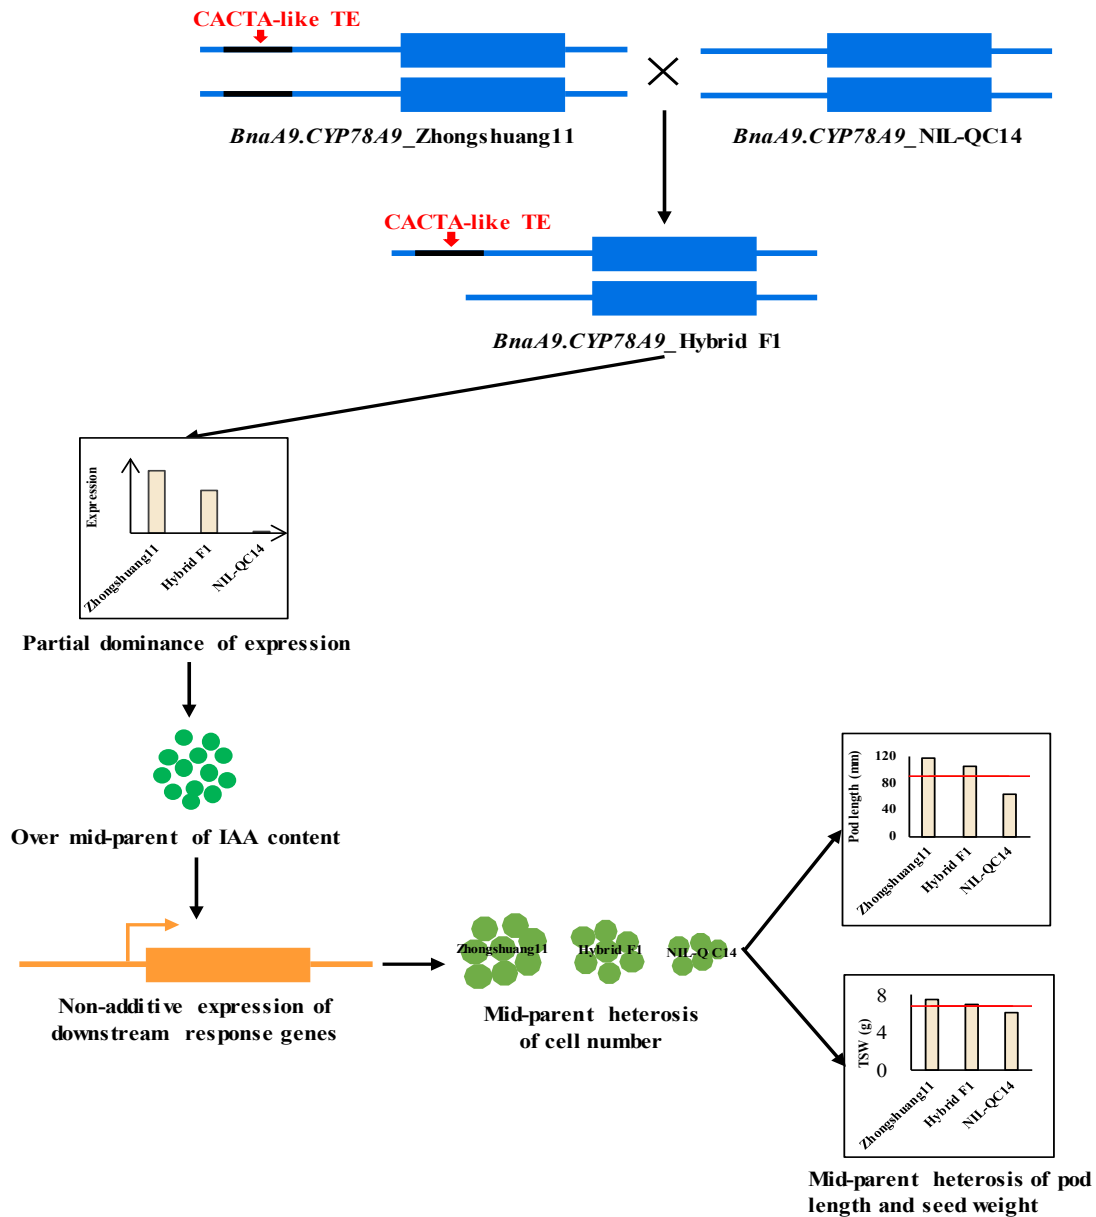 CACTA-like TE
BnaA9.CYP78A9_Zhongshuang11
BnaA9.CYP78A9_NIL-QC14
CACTA-like TE
BnaA9.CYP78A9_Hybrid F1
Expression
Zhongshuang11
Hybrid F1
NIL-QC14
Partial dominance of expression
Over mid-parent of IAA content
Non-additive expression of
downstream response genes
Zhongshuang11
Hybrid F1
NIL-Q C14
Mid-parent heterosis
of cell number
Pod length (mm)
120
80
40
0
Zhongshuang11
Hybrid F1
NIL-QC14
TSW (g)
8
4
0
Zhongshuang11
Hybrid F1
NIL-QC14
Mid-parent heterosis of pod
length and seed weight